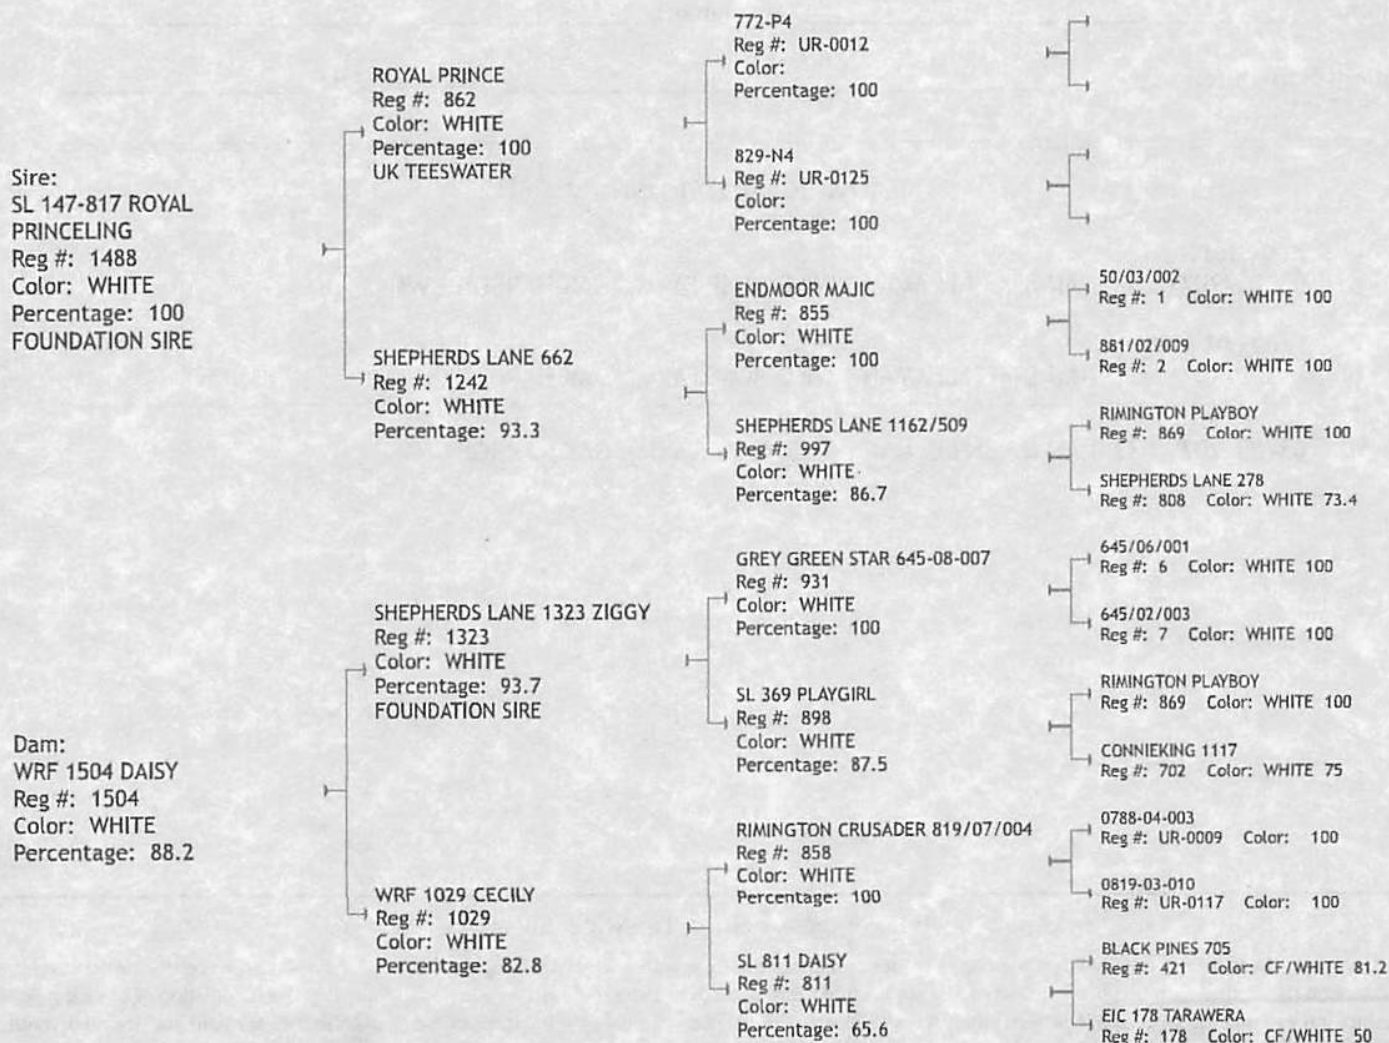 Sire:
SL 147-817 ROYAL
PRINCELING
Reg #: 1488
Color: WHITE
Percentage: 100
FOUNDATION SIRE
Dam:
WRF 1504 DAISY
Reg #: 1504
Color: WHITE
Percentage: 88.2
ROYAL PRINCE
Reg #: 862
Color: WHITE
Percentage: 100
UK TEESWATER
SHEPHERDS LANE 662
Reg #: 1242
Color: WHITE
Percentage: 93.3
SHEPHERDS LANE 1323 ZIGGY
Reg #: 1323
Color: WHITE
Percentage: 93.7
FOUNDATION SIRE
WRF 1029 CECILY
Reg #: 1029
Color: WHITE
Percentage: 82.8
772-P4
Reg #: UR-0012
Color:
Percentage: 100
829-N4
Reg #: UR-0125
Color:
Percentage: 100
ENDMOOR MAJIC
Reg #: 855
Color: WHITE
Percentage: 100
SHEPHERDS LANE 1162/509
Reg #: 997
Color: WHITE
Percentage: 86.7
GREY GREEN STAR 645-08-007
Reg #: 931
Color: WHITE
Percentage: 100
SL 369 PLAYGIRL
Reg #: 898
Color: WHITE
Percentage: 87.5
RIMINGTON CRUSADER 819/07/004
Reg #: 858
Color: WHITE
Percentage: 100
SL 811 DAISY
Reg #: 811
Color: WHITE
Percentage: 65.6
50/03/002
Reg #: 1 Color: WHITE 100
881/02/009
Reg #: 2 Color: WHITE 100
RIMINGTON PLAYBOY
Reg #: 869 Color: WHITE 100
SHEPHERDS LANE 278
Reg #: 808 Color: WHITE 73.4
645/06/001
Reg #: 6 Color: WHITE 100
645/02/003
Reg #: 7 Color: WHITE 100
RIMINGTON PLAYBOY
Reg #: 869 Color: WHITE 100
CONNIEKING 1117
Reg #: 702 Color: WHITE 75
0788-04-003
Reg #: UR-0009 Color: 100
0819-03-010
Reg #: UR-0117 Color: 100
BLACK PINES 705
Reg #: 421 Color: CF/WHITE 81.2
EIC 178 TARAWERA
Reg #: 178 Color: CF/WHITE 50